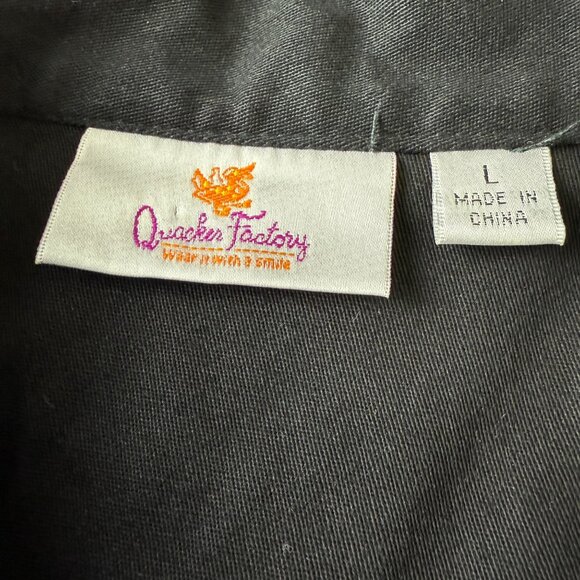 Quacker Factory
Wear it with a smile
L
MADE IN
CHINA